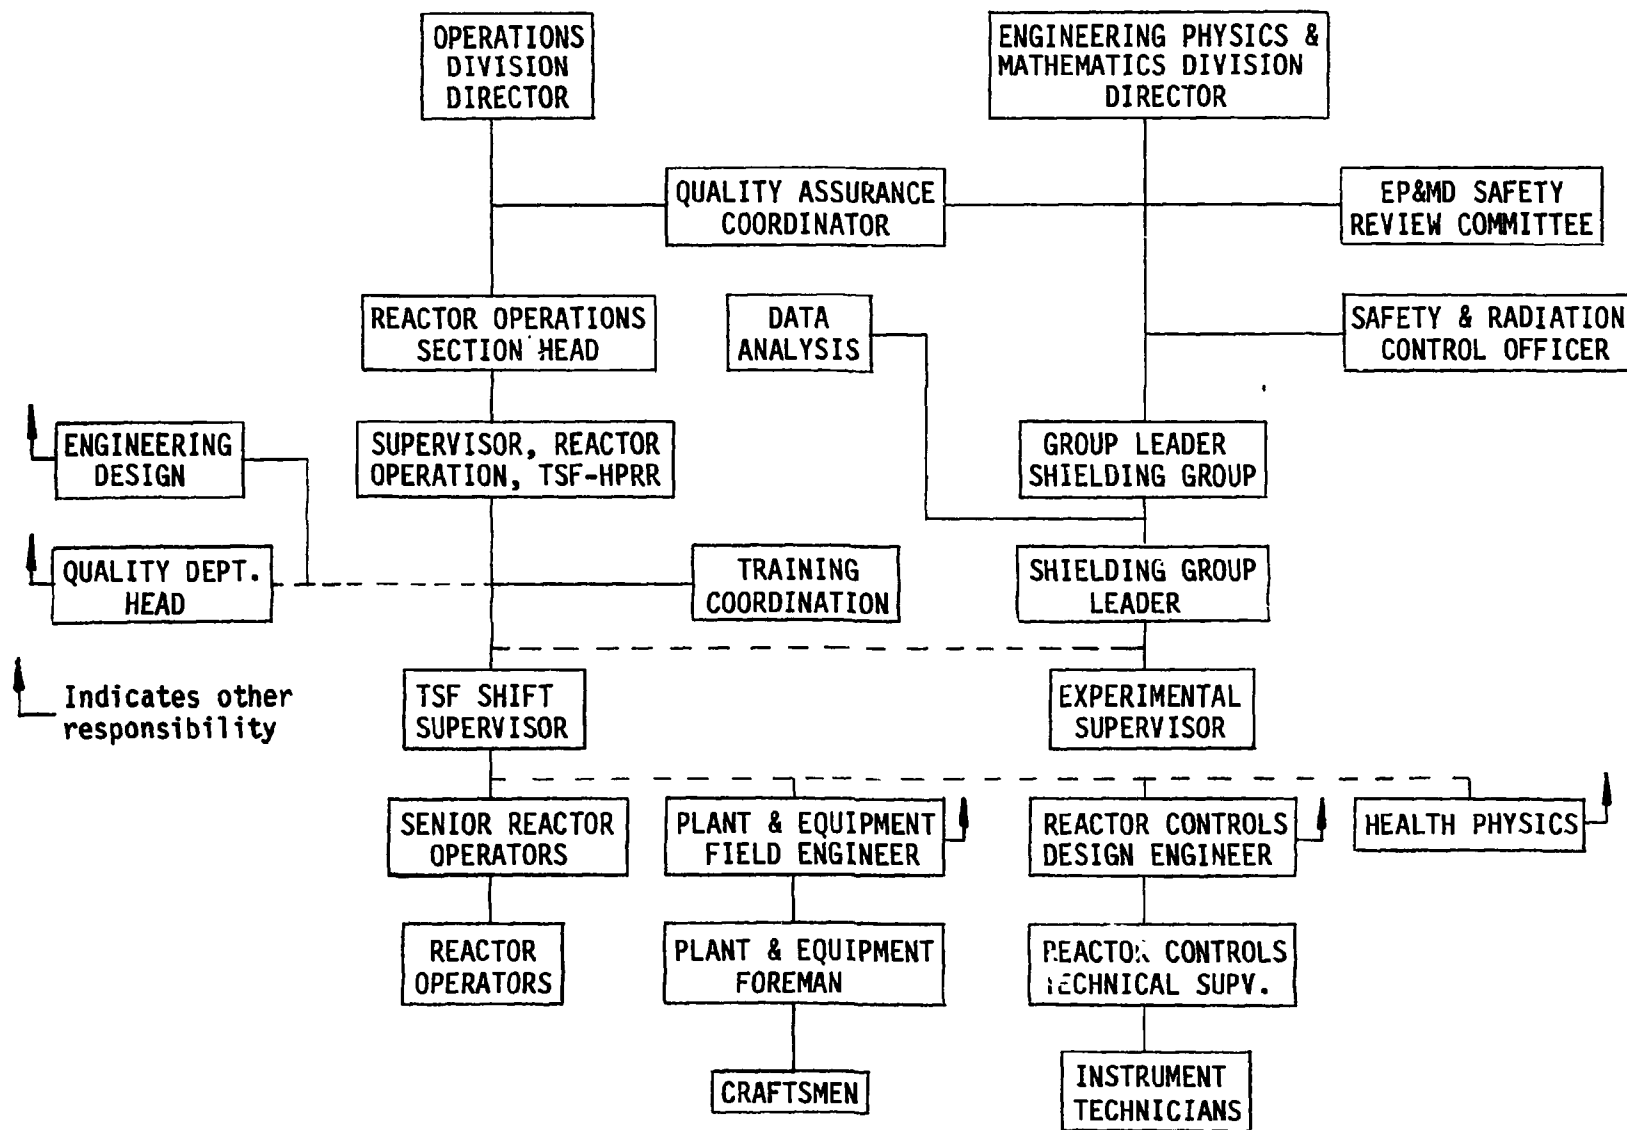 OPERATIONS
DIVISION
DIRECTOR
ENGINEERING PHYSICS &
MATHEMATICS DIVISION
DIRECTOR
QUALITY ASSURANCE
COORDINATOR
EP&MD SAFETY
REVIEW COMMITTEE
REACTOR OPERATIONS
SECTION HEAD
DATA
ANALYSIS
SAFETY & RADIATION
CONTROL OFFICER
ENGINEERING
DESIGN
SUPERVISOR, REACTOR
OPERATION, TSF-HPRR
GROUP LEADER
SHIELDING GROUP
QUALITY DEPT.
HEAD
TRAINING
COORDINATION
SHIELDING GROUP
LEADER
Indicates other
responsibility
TSF SHIFT
SUPERVISOR
EXPERIMENTAL
SUPERVISOR
SENIOR REACTOR
OPERATORS
PLANT & EQUIPMENT
FIELD ENGINEER
REACTOR CONTROLS
DESIGN ENGINEER
HEALTH PHYSICS
REACTOR
OPERATORS
PLANT & EQUIPMENT
FOREMAN
REACTOR CONTROLS
TECHNICAL SUPV.
CRAFTSMEN
INSTRUMENT
TECHNICIANS